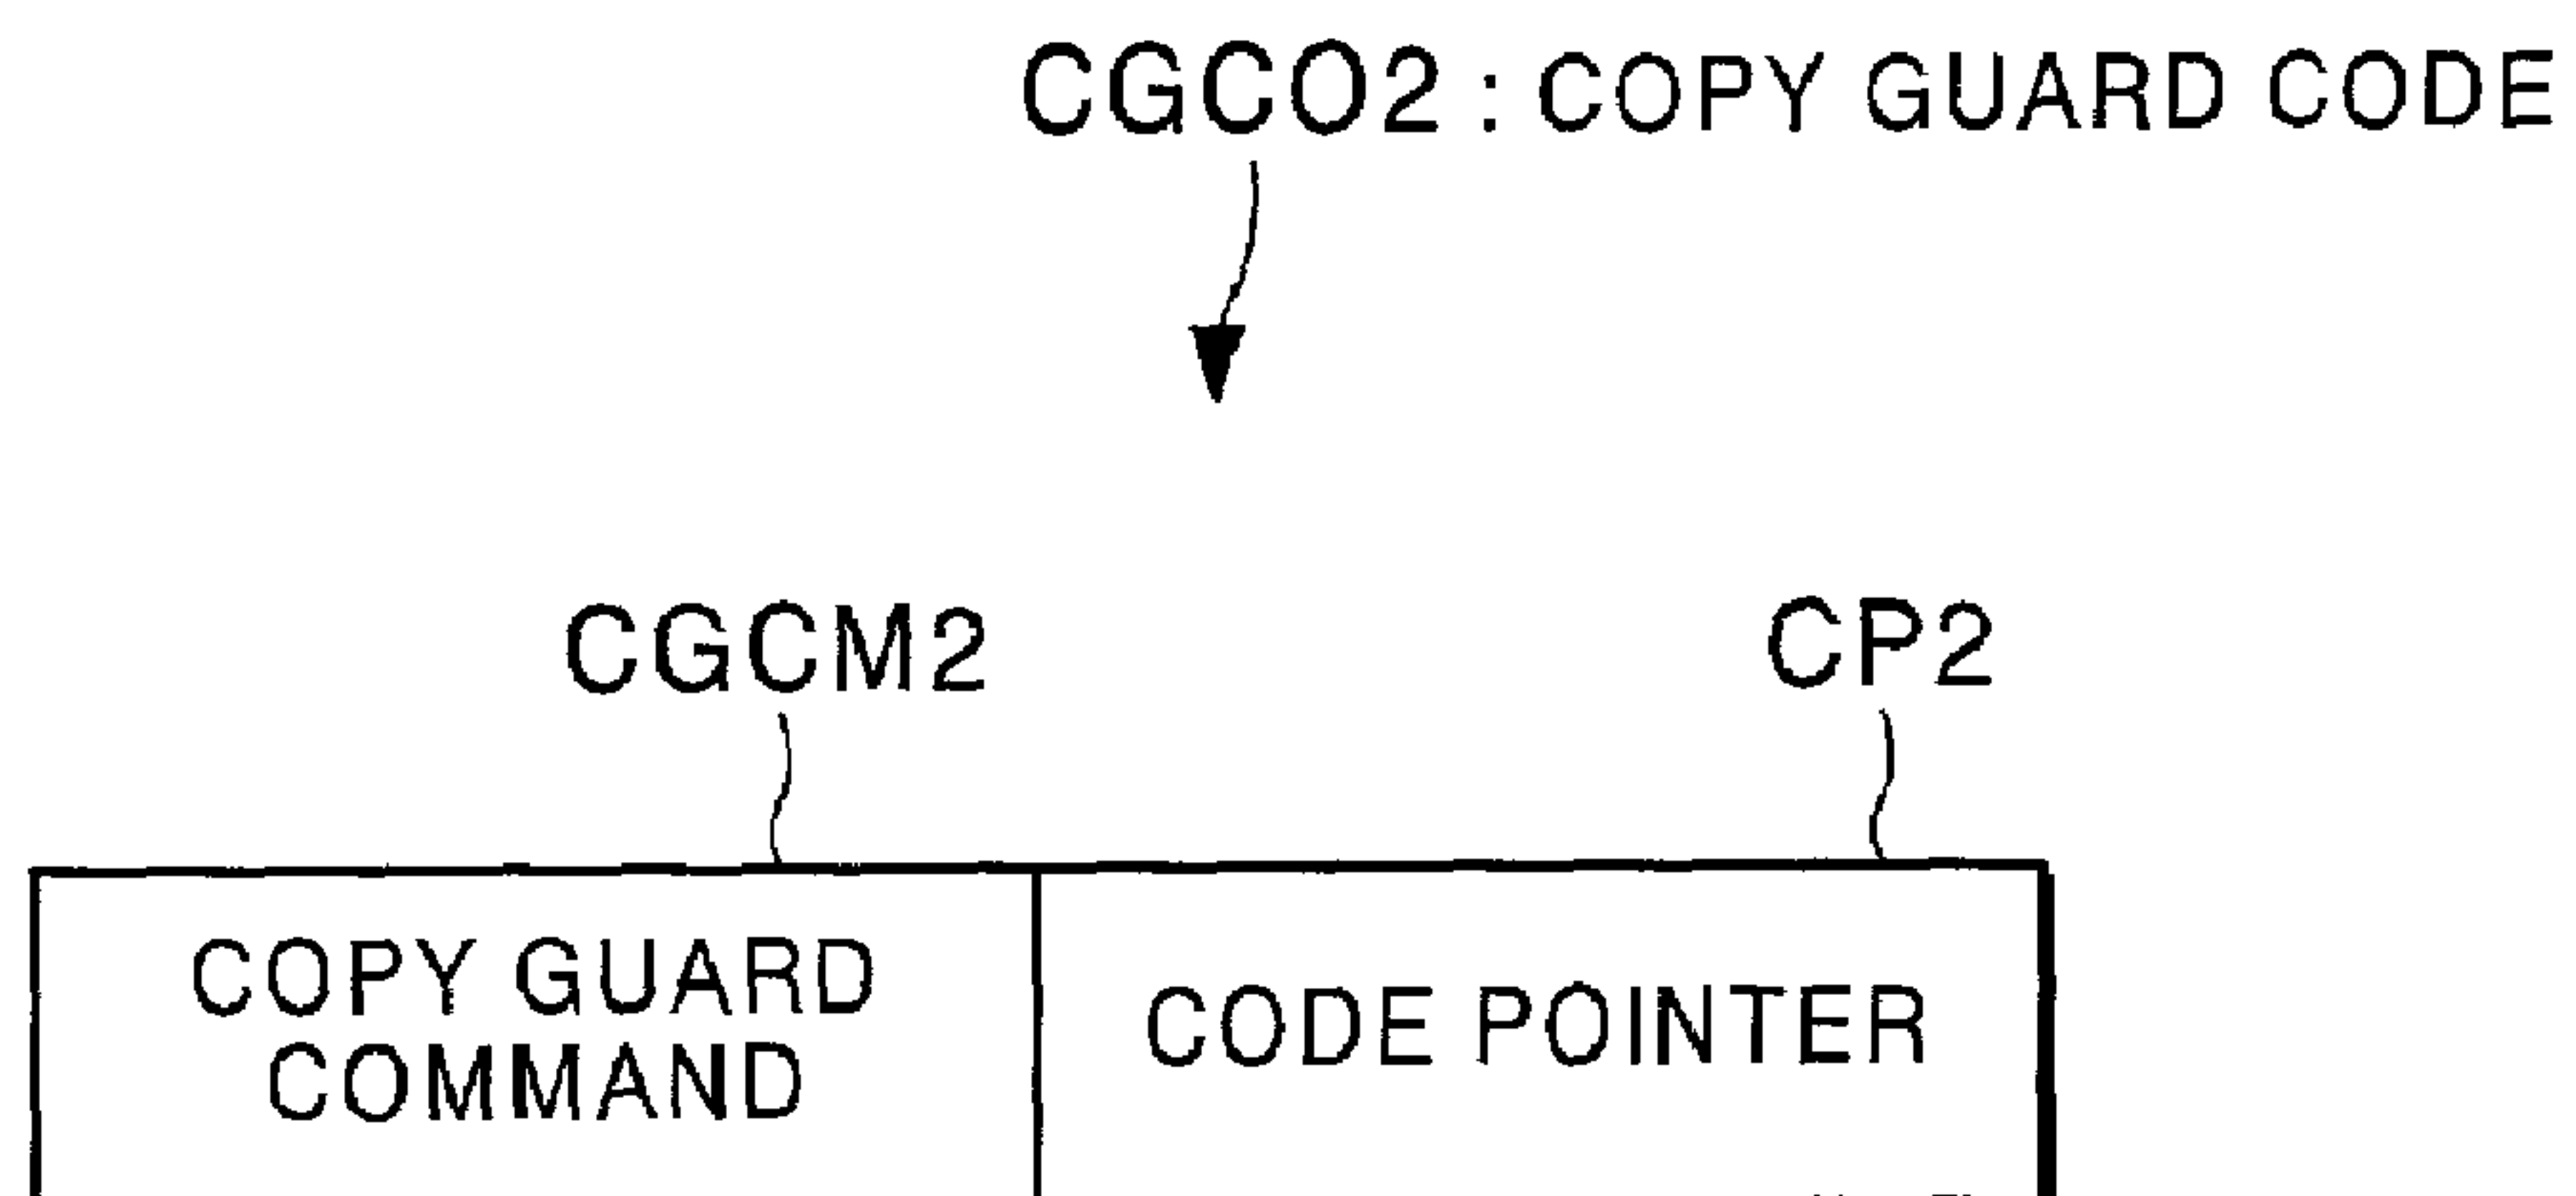 CGCO2 : COPY GUARD CODE
CGCM2 CP2
COPY GUARD
COMMAND
CODE POINTER